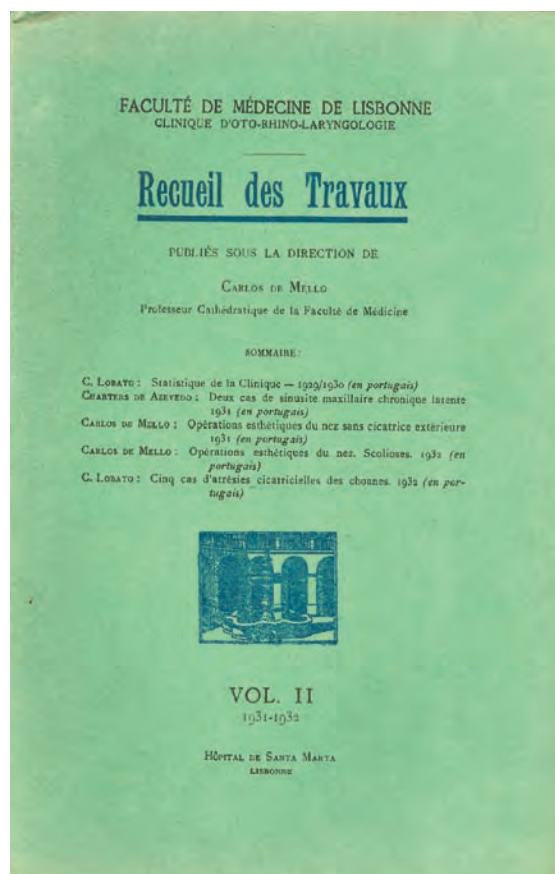 FACULTÉ DE MÉDECINE DE LISBONNE
CLINIQUE D'OTO-RHINO-LARYNGOLOGIE
Recueil des Travaux
PUBLIÉS SOUS LA DIRECTION DE
CARLOS DE MELLO
Professeur Cathédratique de la Faculté de Médicine
SOMMAIRE:
C. LOBATO: Statistique de la Clinique — 1929/1930 (en portugais)
CHARTERS DE AZEVEDO: Deux cas de sinusite maxillaire chronique latente
1931 (en portugais)
CARLOS DE MELLO: Opérations esthétiques du nez sans cicatrice extérieure
1931 (en portugais)
CARLOS DE MELLO: Opérations esthétiques du nez. Scolioses. 1932 (en
portugais)
C. LOBATO: Cinq cas d'atrésies cicatricielles des choanes. 1932 (en por-
tugais)
VOL. II
1931-1932
HÔPITAL DE SANTA MARTA
LISBONNE